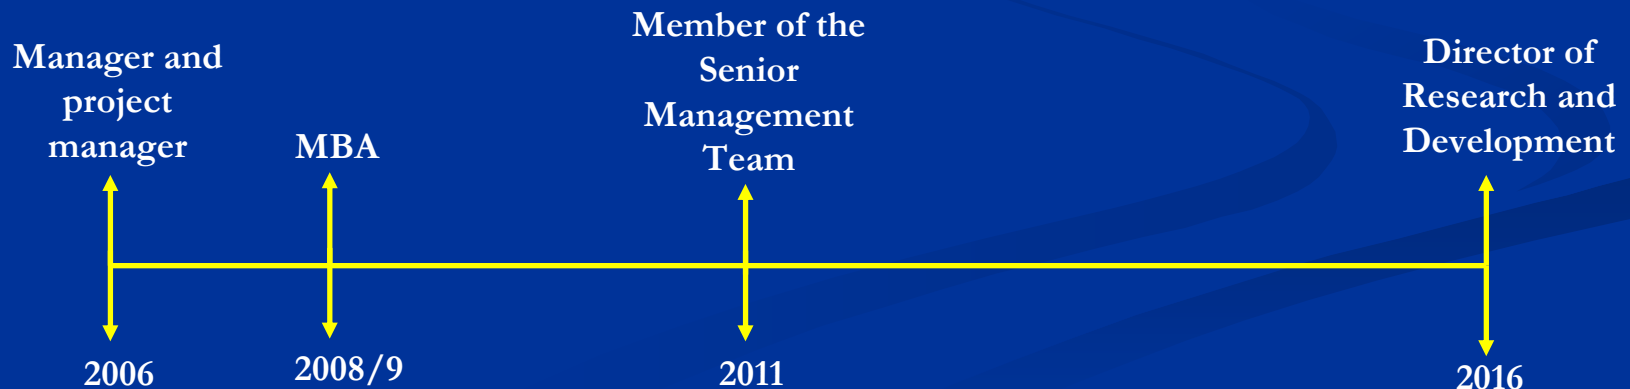 Manager and
project
manager
MBA
Member of the
Senior
Management
Team
Director of
Research and
Development
2006
2008/9
2011
2016